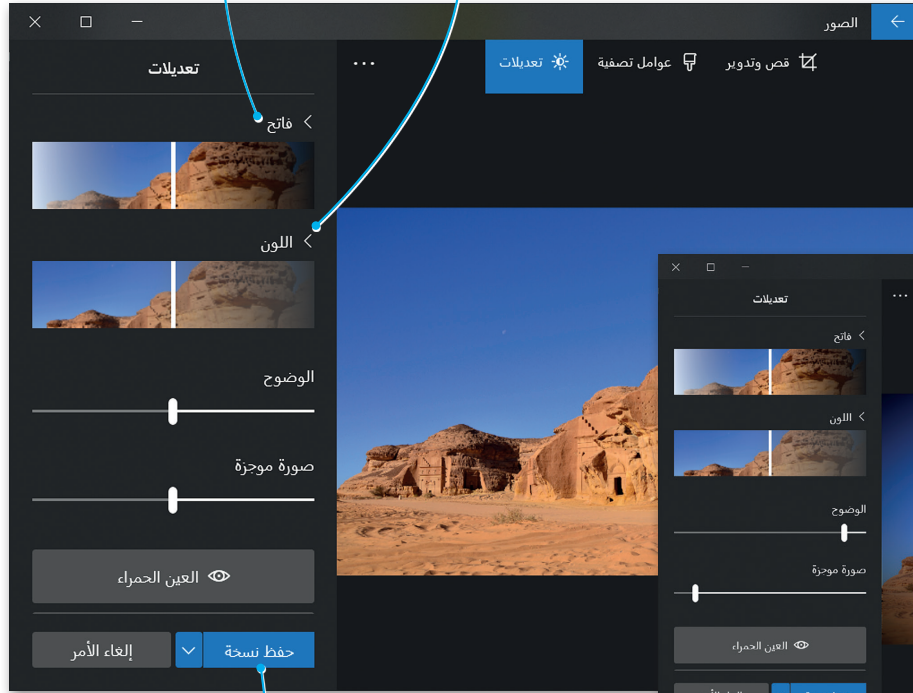 الصور
قص وتدوير
عوامل تصفية
تعديلات
تعديلات
فاتح
اللون
الوضوح
صورة موجزة
العين الحمراء
حفظ نسخة
إلغاء الأمر
تعديلات
فاتح
اللون
الوضوح
صورة موجزة
العين الحمراء